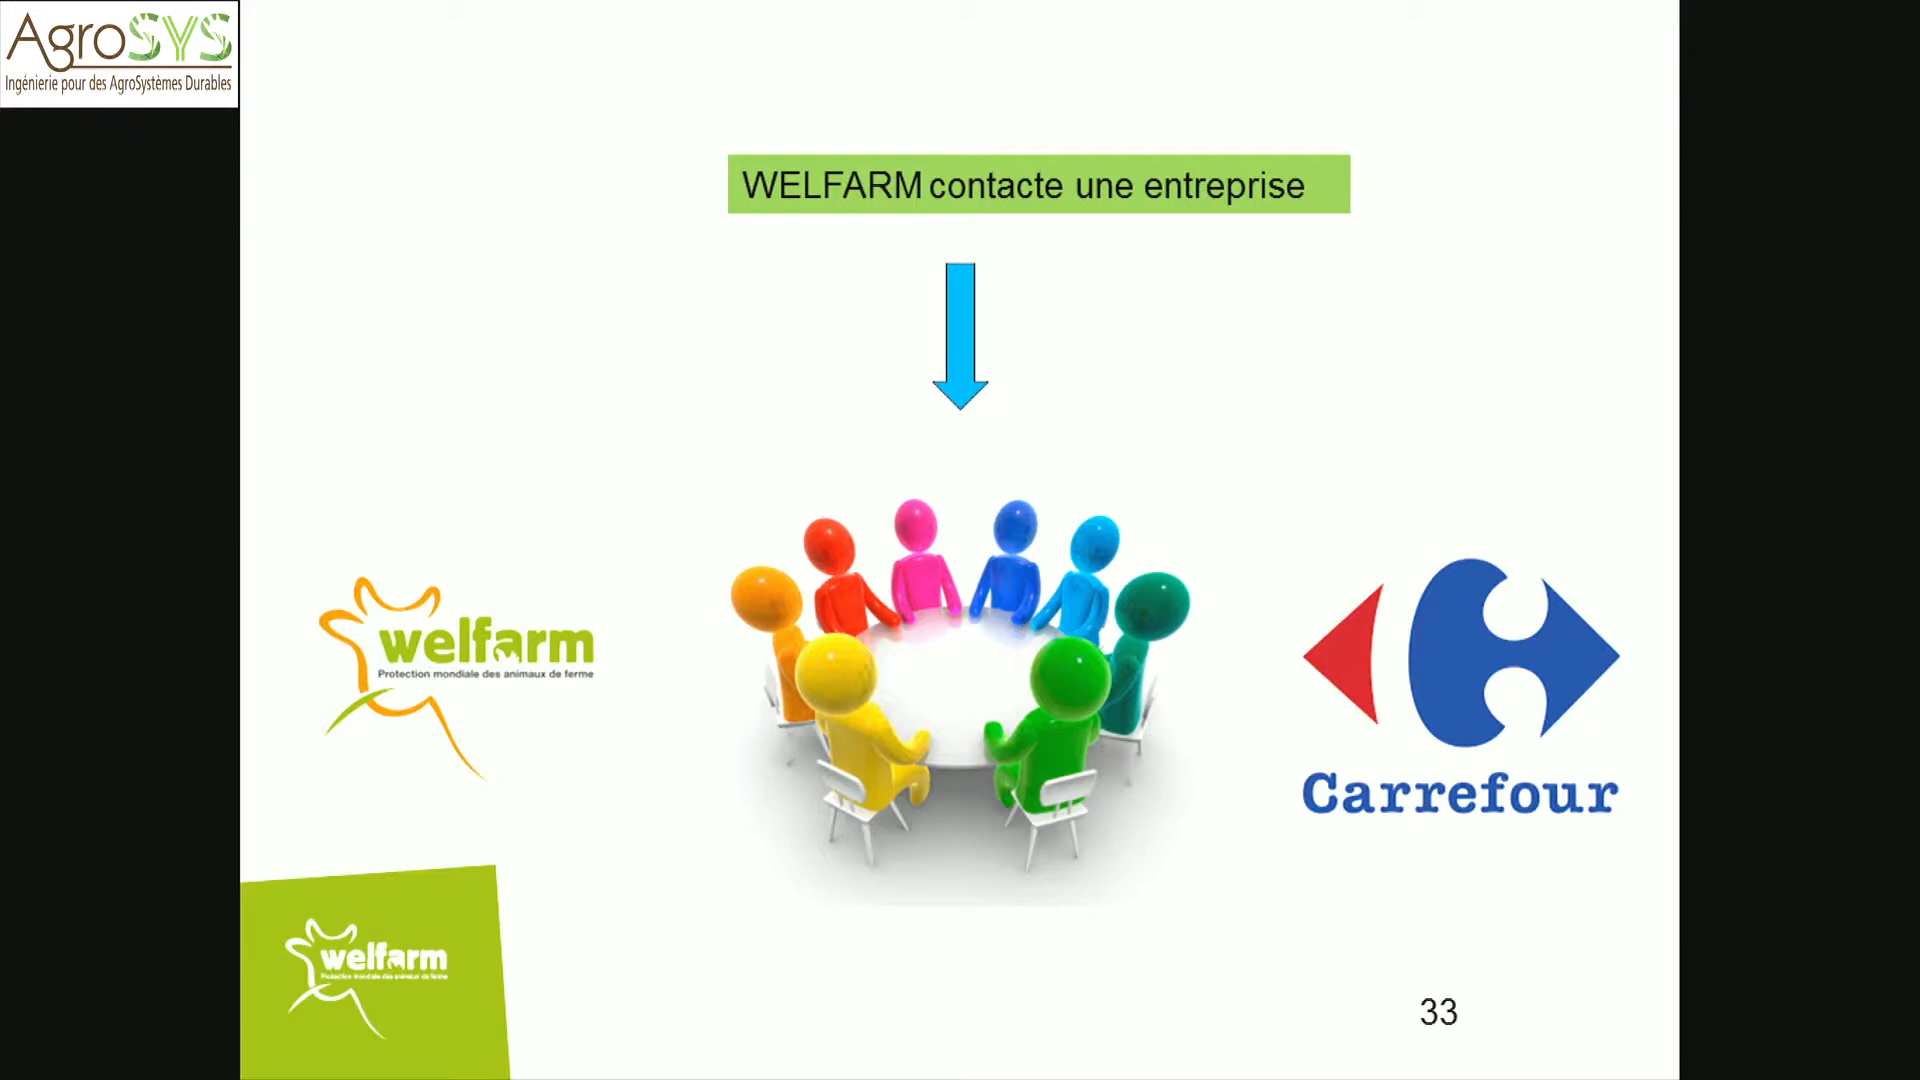 AgroSYS
Ingénierie pour des AgroSystèmes Durables
WELFARM contacte une entreprise
welfarm
Protection mondiale des animaux de ferme
Carrefour
welfarm
Protection mondiale des animaux de ferme
33